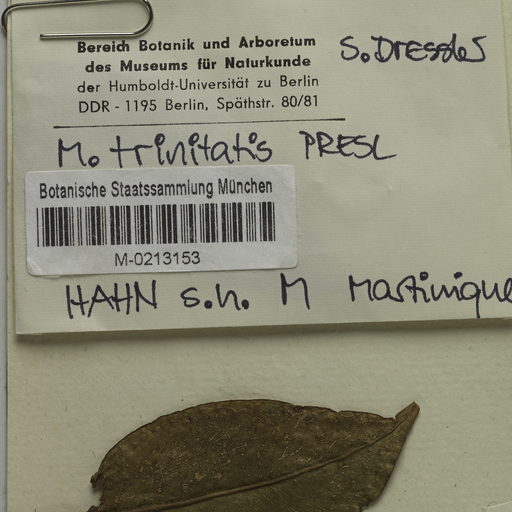 Bereich Botanik und Arboretum
des Museums für Naturkunde
der Humboldt-Universität zu Berlin
DDR - 1195 Berlin, Späthstr. 80/81
S. DRESSLER
M. trinitatis PRESL
Botanische Staatssammlung München
M-0213153
HAHN s.n. M Martinique